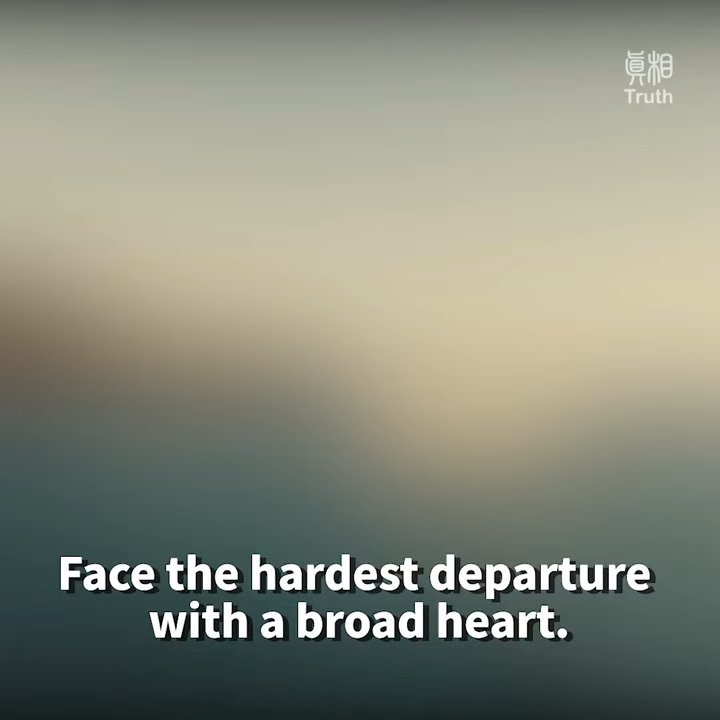 真相
Truth
Face the hardest departure
with a broad heart.